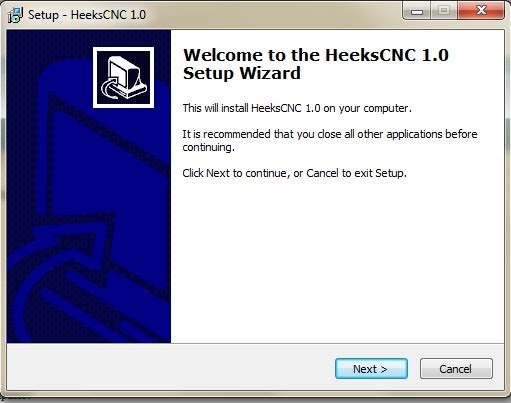 Setup - HeeksCNC 1.0
Welcome to the HeeksCNC 1.0
Setup Wizard
This will install HeeksCNC 1.0 on your computer.
It is recommended that you close all other applications before
continuing.
Click Next to continue, or Cancel to exit Setup.
Next >
Cancel